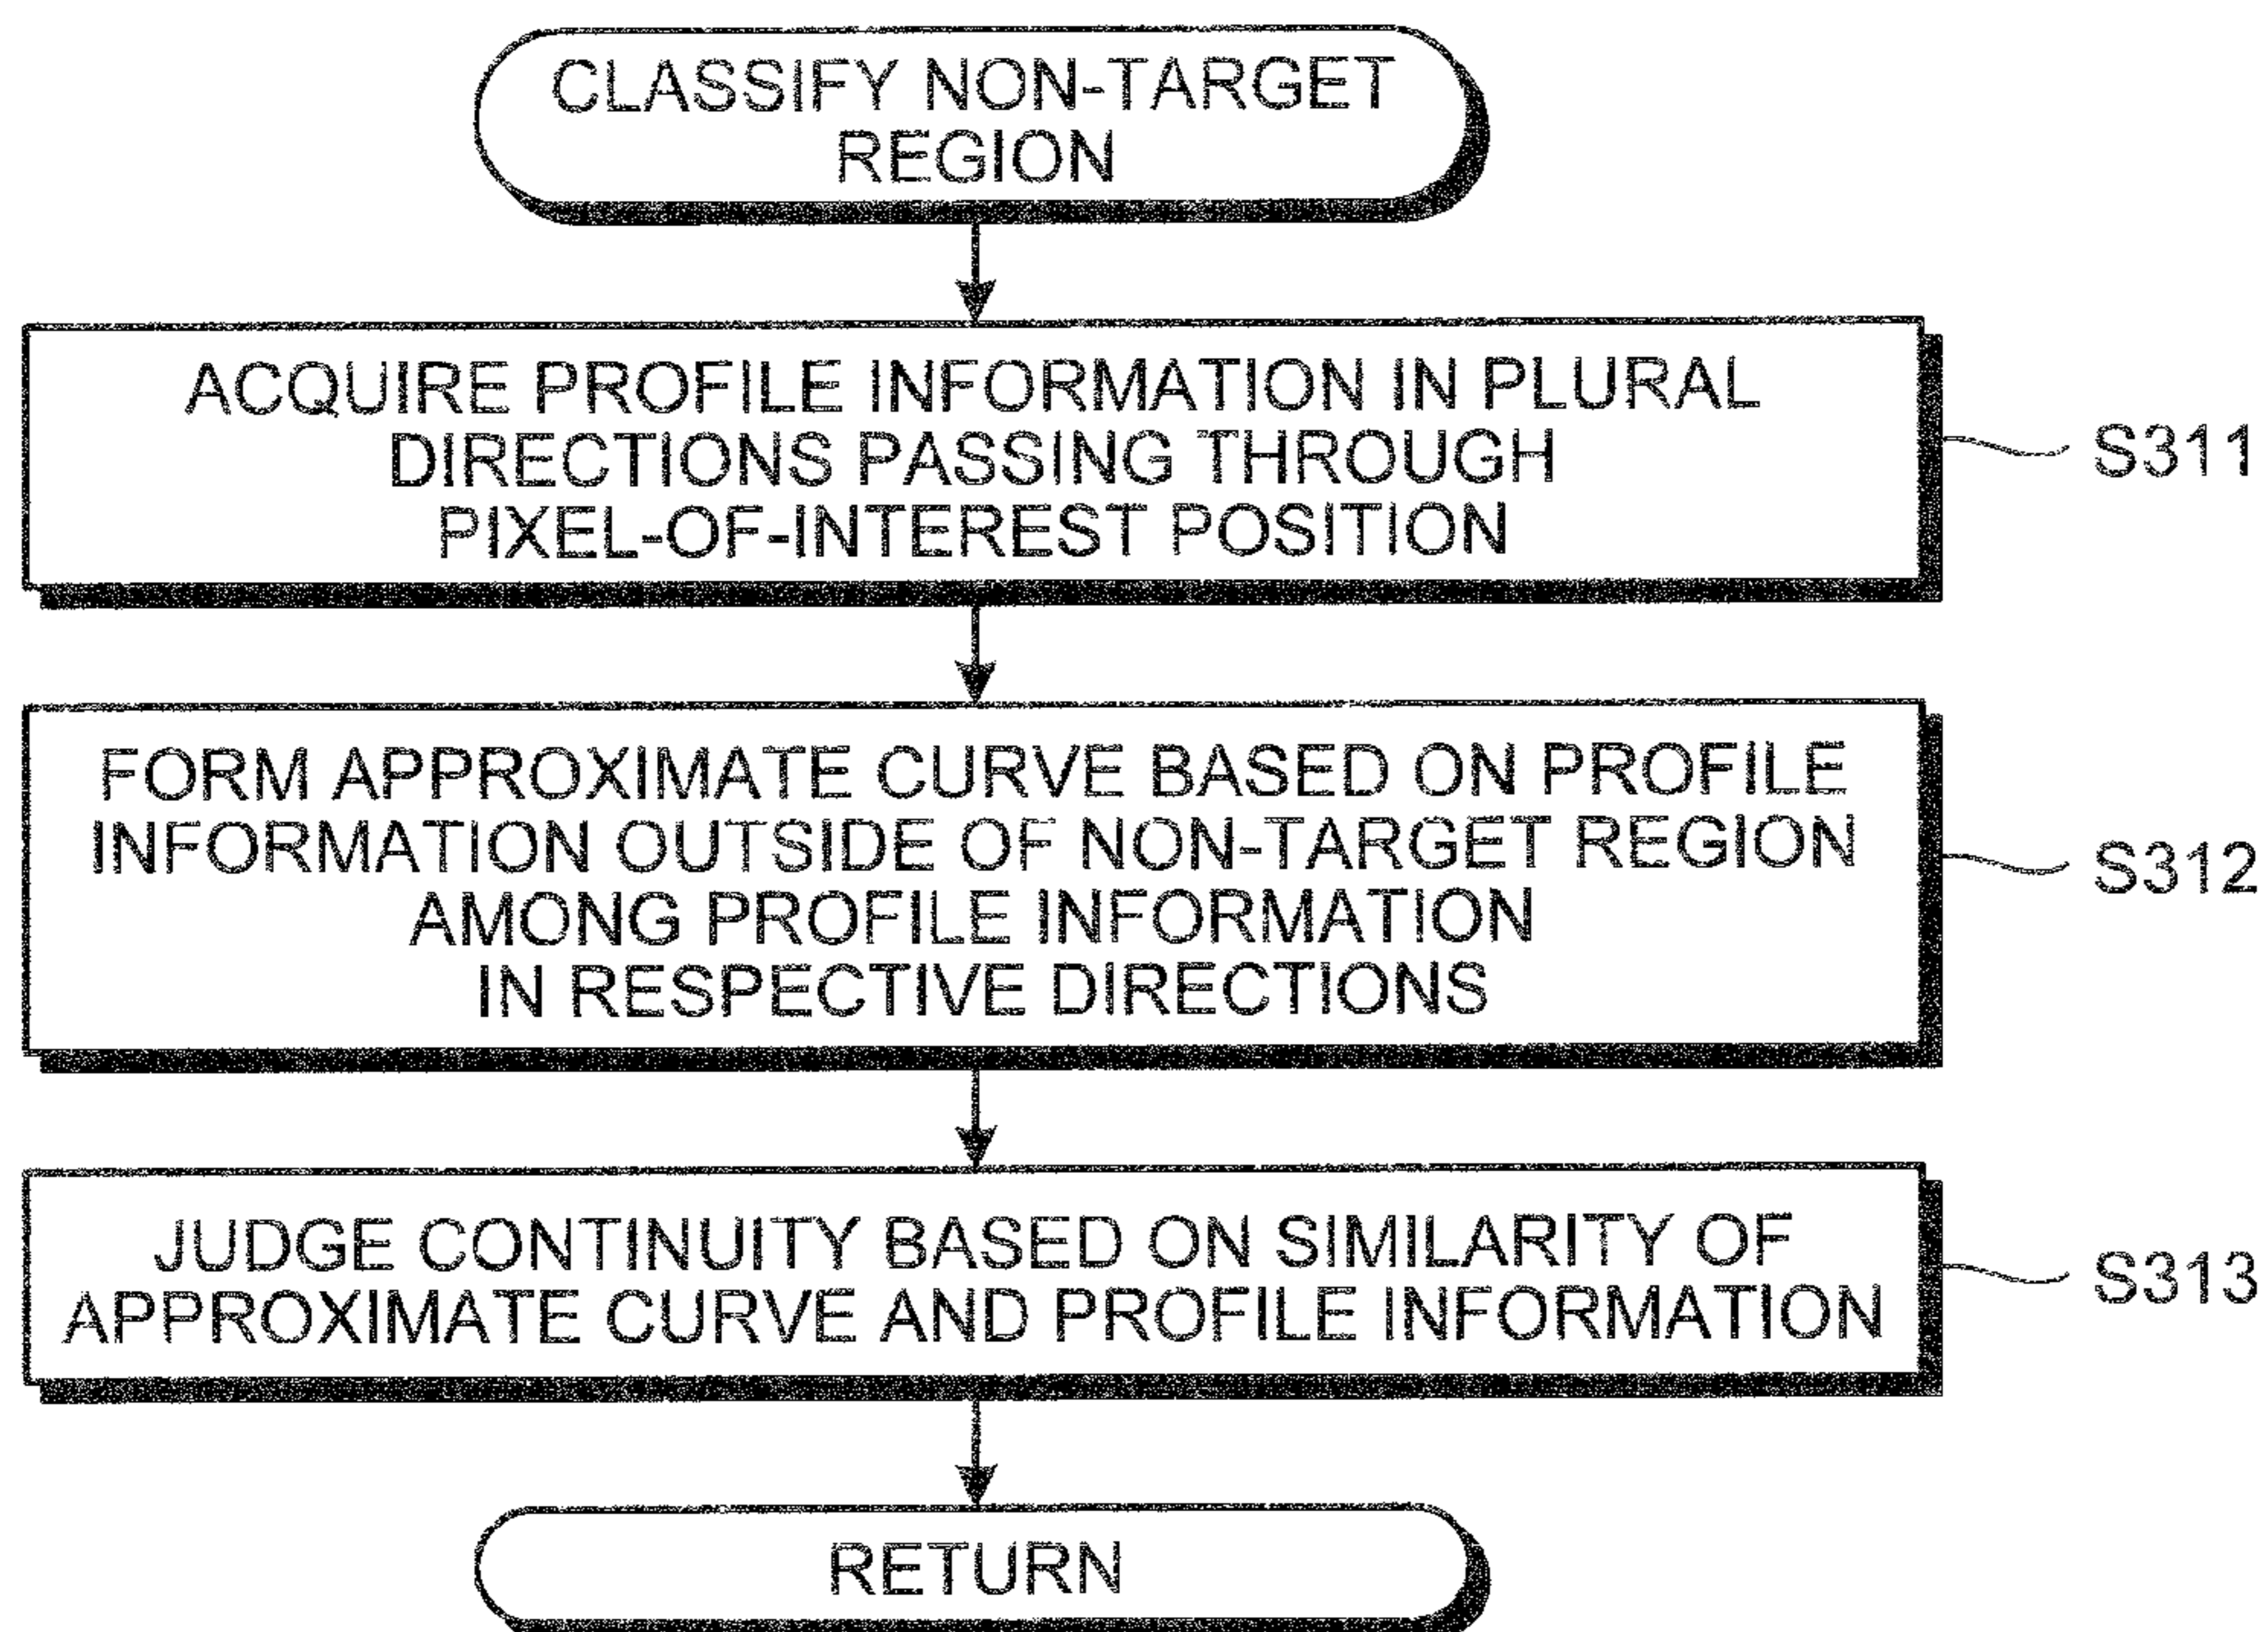 CLASSIFY NON-TARGET
REGION
ACQUIRE PROFILE INFORMATION IN PLURAL
DIRECTIONS PASSING THROUGH
PIXEL-OF-INTEREST POSITION
S311
FORM APPROXIMATE CURVE BASED ON PROFILE
INFORMATION OUTSIDE OF NON-TARGET REGION
AMONG PROFILE INFORMATION
IN RESPECTIVE DIRECTIONS
S312
JUDGE CONTINUITY BASED ON SIMILARITY OF
APPROXIMATE CURVE AND PROFILE INFORMATION
S313
RETURN